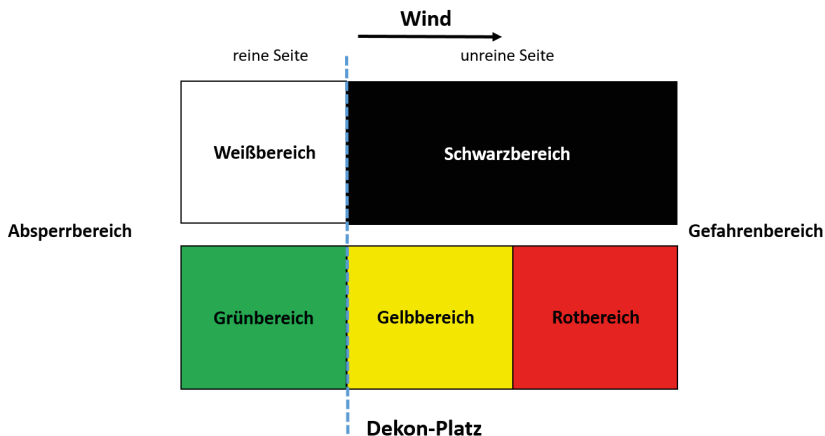 Wind
reine Seite
unreine Seite
Weißbereich
Schwarzbereich
Absperrbereich
Gefahrenbereich
Grünbereich
Gelbbereich
Rotbereich
Dekon-Platz